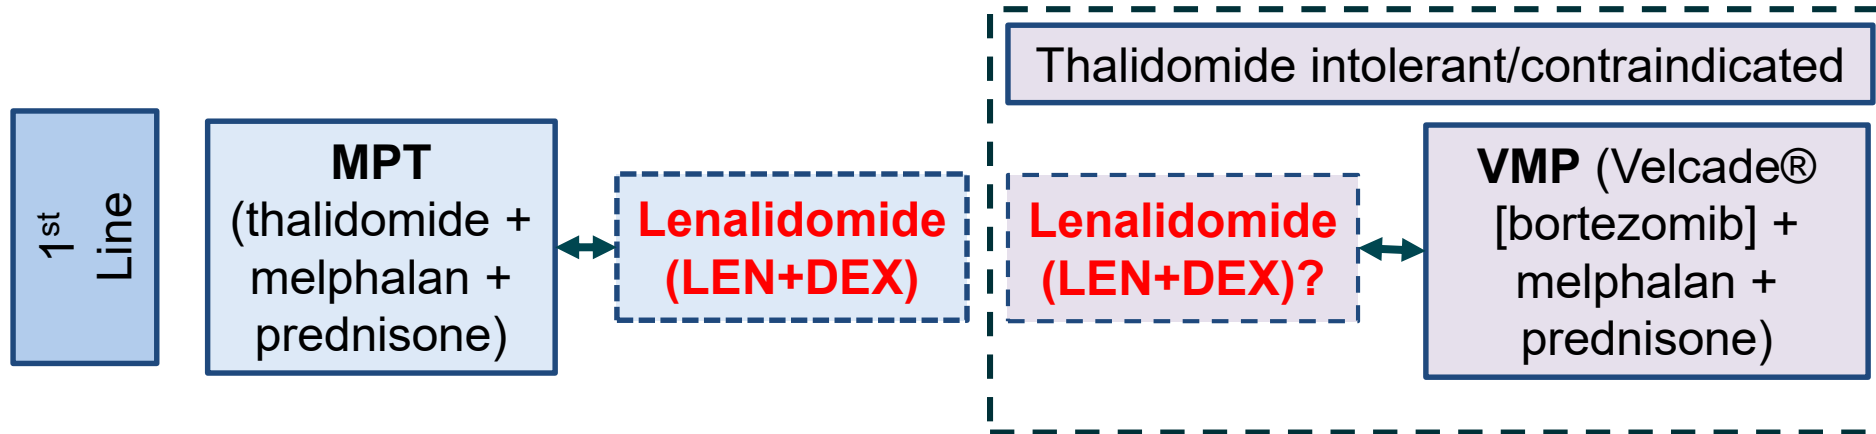 1st
Line
MPT
(thalidomide +
melphalan +
prednisone)
Lenalidomide
(LEN+DEX)
Thalidomide intolerant/contraindicated
Lenalidomide
(LEN+DEX)?
VMP (Velcade®
[bortezomib] +
melphalan +
prednisone)